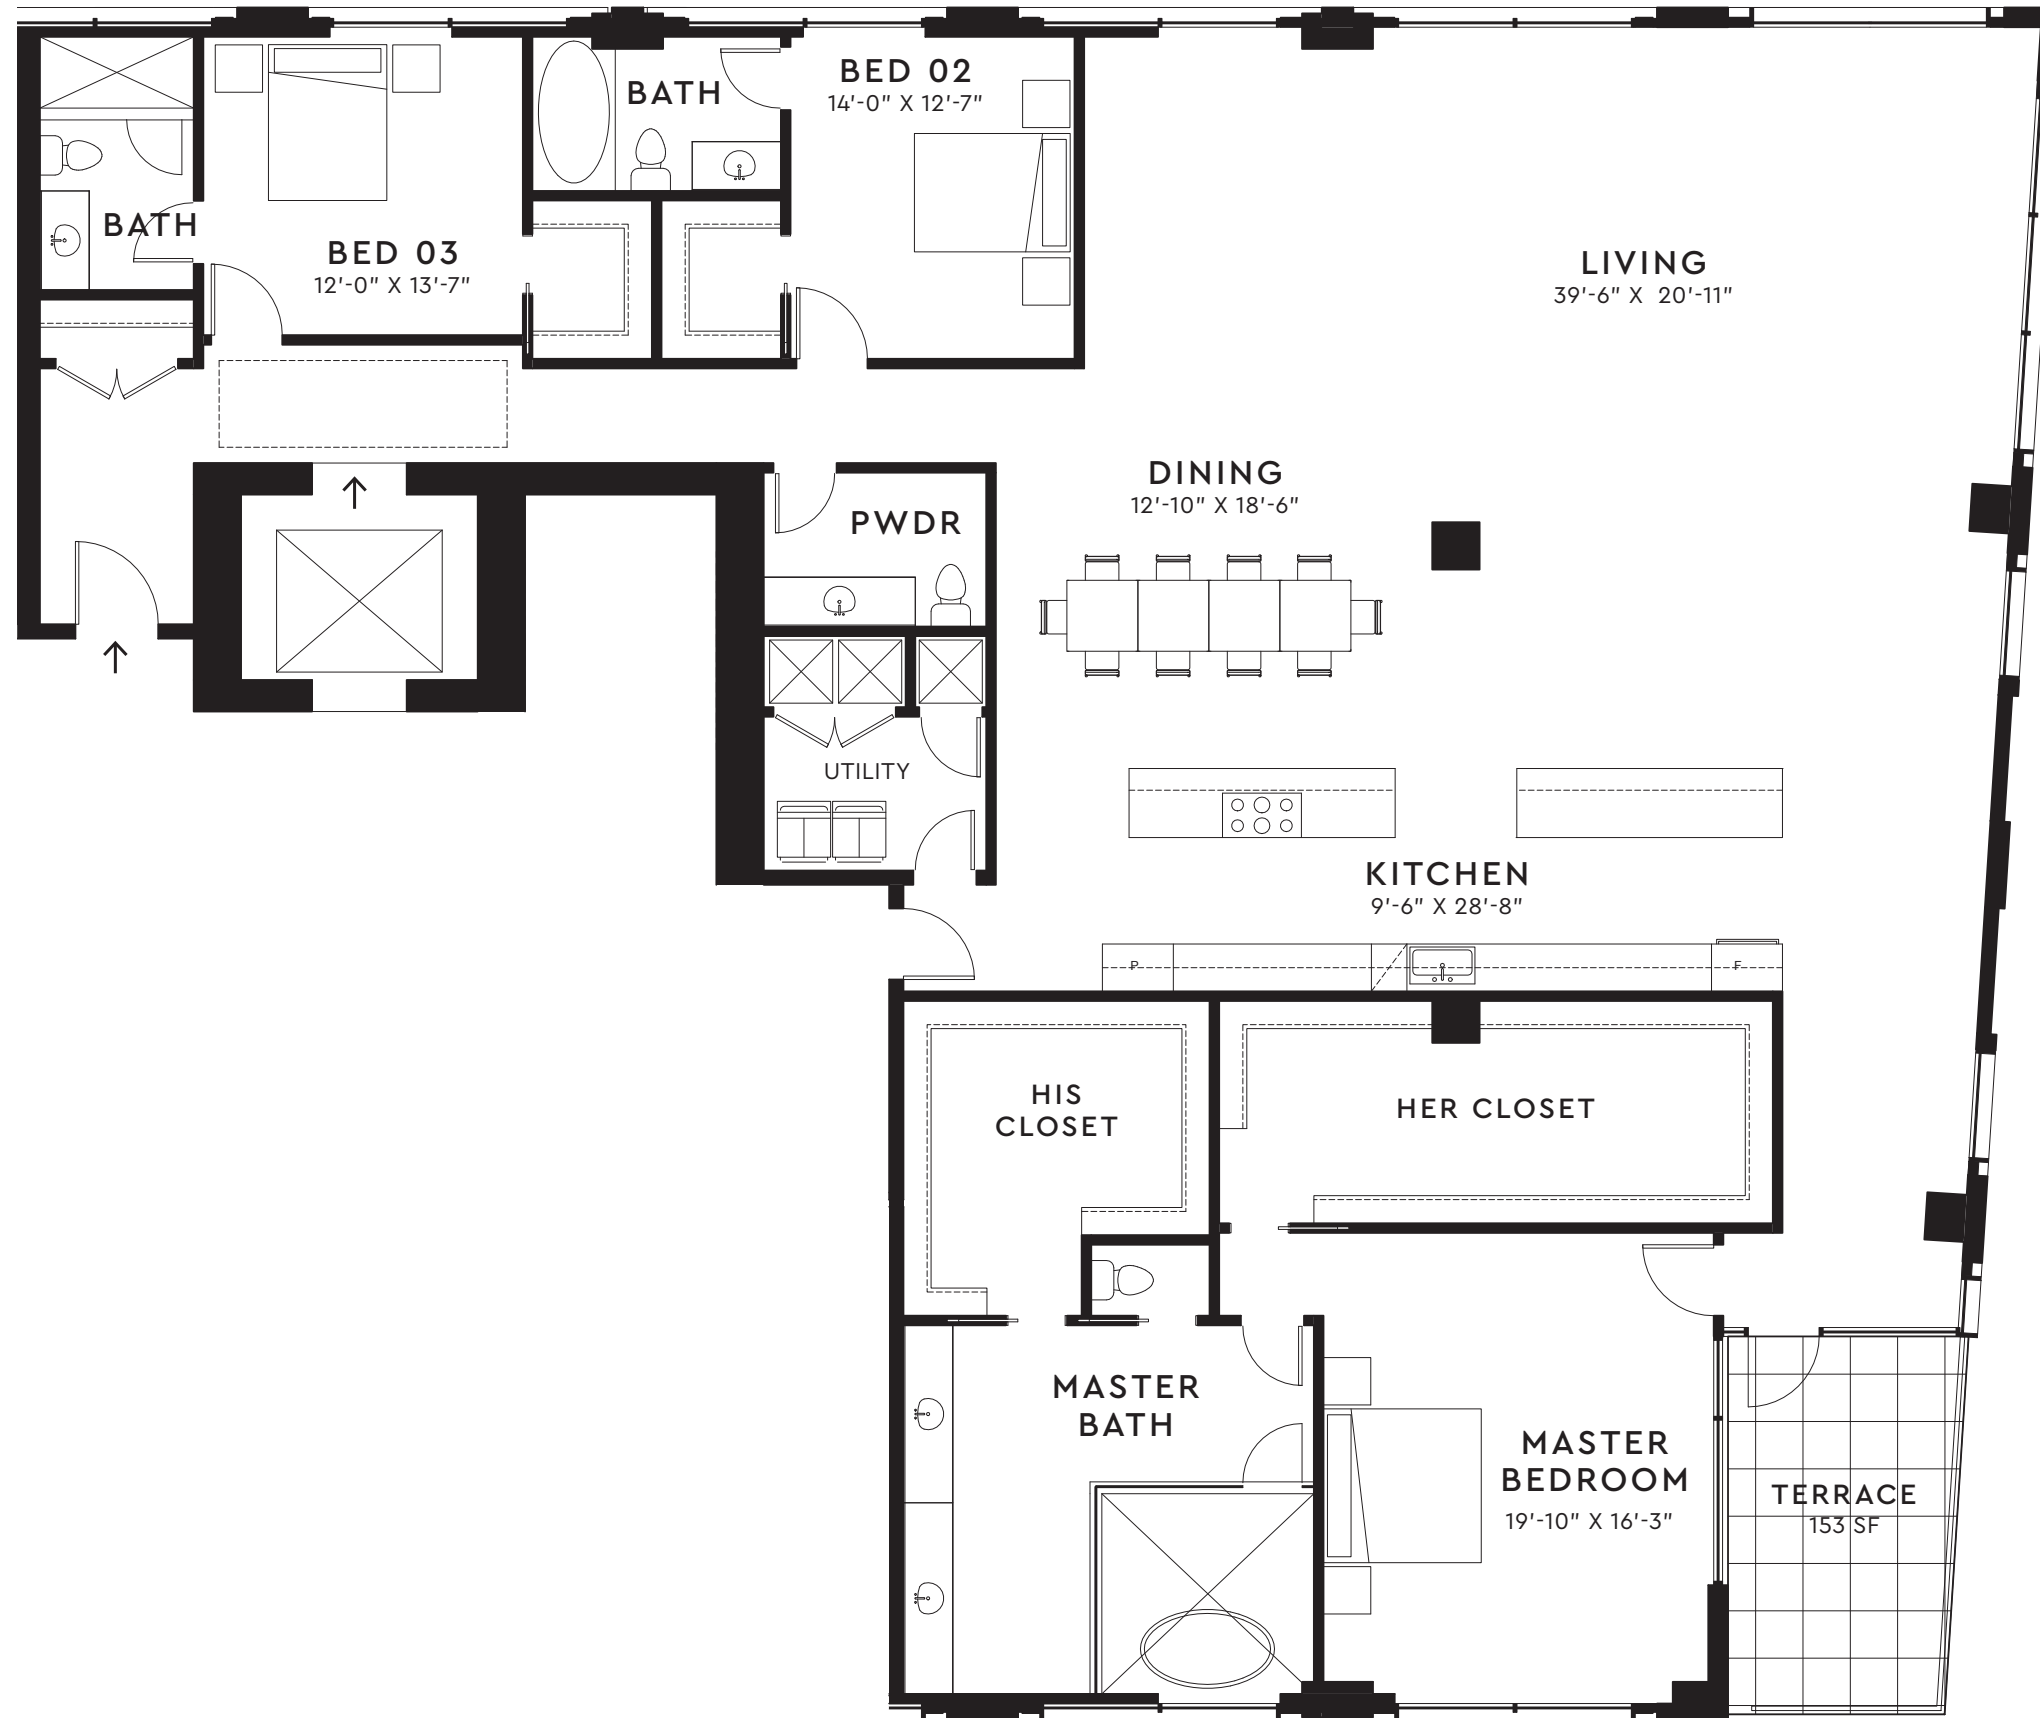 BED 02
14'-0" X 12'-7"
BATH
BATH
BED 03
12'-0" X 13'-7"
LIVING
39'-6" X  20'-11"
DINING
12'-10" X 18'-6"
PWDR
UTILITY
KITCHEN
9'-6" X 28'-8"
P
F
HIS
CLOSET
HER CLOSET
MASTER
BATH
MASTER
BEDROOM
19'-10" X 16'-3"
TERRACE
153 SF